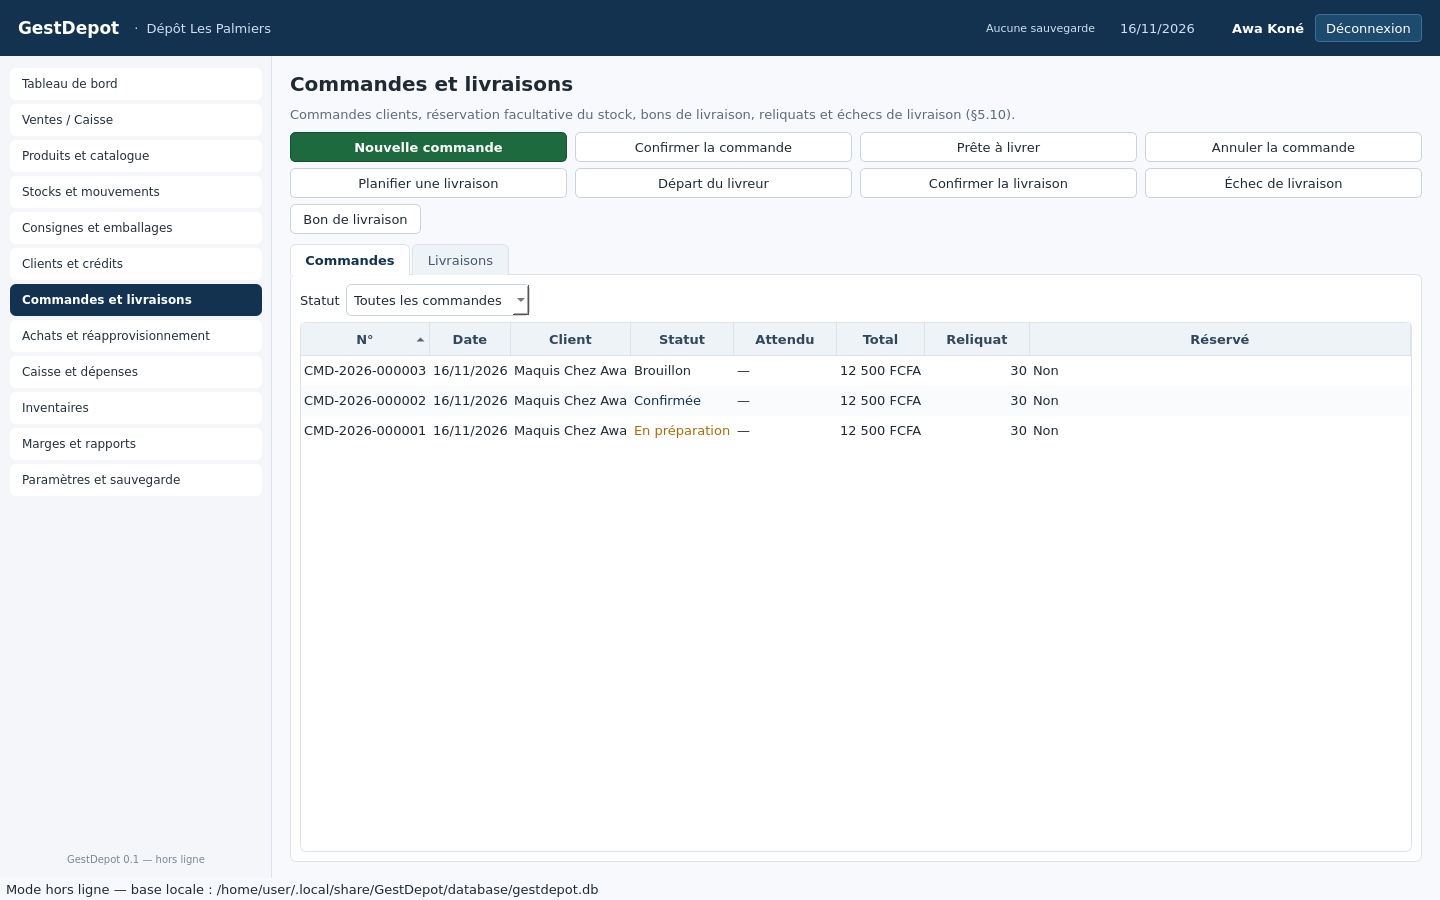 GestDepot · Dépôt Les Palmiers Aucune sauvegarde 16/11/2026 Awa Koné Déconnexion
Tableau de bord
Ventes / Caisse
Produits et catalogue
Stocks et mouvements
Consignes et emballages
Clients et crédits
Commandes et livraisons
Achats et réapprovisionnement
Caisse et dépenses
Inventaires
Marges et rapports
Paramètres et sauvegarde
GestDepot 0.1 — hors ligne
Commandes et livraisons
Commandes clients, réservation facultative du stock, bons de livraison, reliquats et échecs de livraison (§5.10).
Nouvelle commande Confirmer la commande Prête à livrer Annuler la commande
Planifier une livraison Départ du livreur Confirmer la livraison Échec de livraison
Bon de livraison
Commandes Livraisons
Statut Toutes les commandes
N° Date Client Statut Attendu Total Reliquat Réservé
CMD-2026-000003 16/11/2026 Maquis Chez Awa Brouillon — 12 500 FCFA 30 Non
CMD-2026-000002 16/11/2026 Maquis Chez Awa Confirmée — 12 500 FCFA 30 Non
CMD-2026-000001 16/11/2026 Maquis Chez Awa En préparation — 12 500 FCFA 30 Non
Mode hors ligne — base locale : /home/user/.local/share/GestDepot/database/gestdepot.db